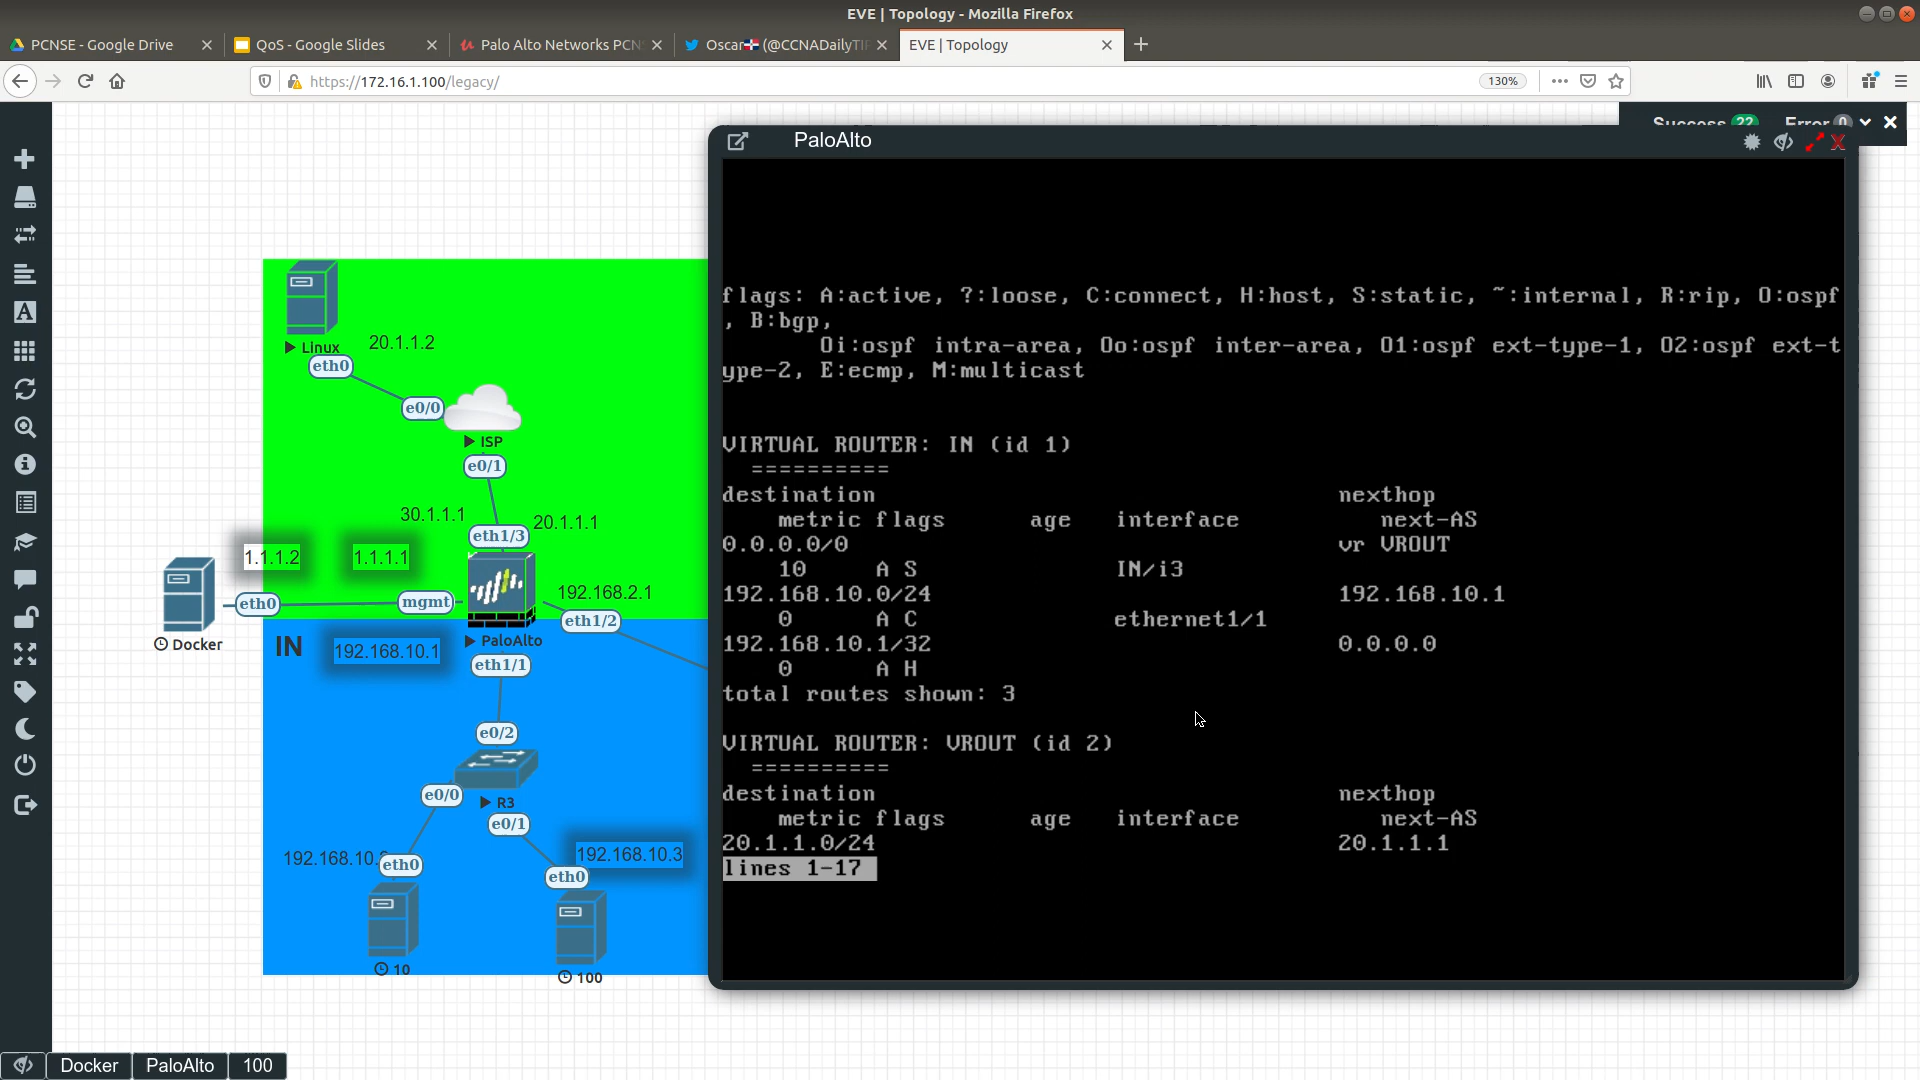 EVE | Topology - Mozilla Firefox
PCNSE - Google Drive
QoS - Google Slides
Palo Alto Networks PCN
Oscar (@CCNADailyTI
EVE | Topology
https://172.16.1.100/legacy/
130%
Success 22 Error 0
PaloAlto
X
flags: A:active, ?:loose, C:connect, H:host, S:static, ~:internal, R:rip, O:ospf
, B:bgp,
Oi:ospf intra-area, Oo:ospf inter-area, O1:ospf ext-type-1, O2:ospf ext-t
ype-2, E:ecmp, M:multicast
VIRTUAL ROUTER: IN (id 1)
==========
destination nexthop
metric flags age interface next-AS
0.0.0.0/0 vr VROUT
10 A S IN/i3
192.168.10.0/24 192.168.10.1
0 A C ethernet1/1
192.168.10.1/32 0.0.0.0
0 A H
total routes shown: 3
VIRTUAL ROUTER: VROUT (id 2)
==========
destination nexthop
metric flags age interface next-AS
20.1.1.0/24 20.1.1.1
lines 1-17
Linux
20.1.1.2
eth0
e0/0
ISP
e0/1
30.1.1.1
20.1.1.1
eth1/3
1.1.1.2
1.1.1.1
192.168.2.1
eth0
mgmt
eth1/2
Docker
IN
192.168.10.1
PaloAlto
eth1/1
e0/2
e0/0
R3
e0/1
192.168.10.
eth0
192.168.10.3
eth0
10
100
Docker
PaloAlto
100